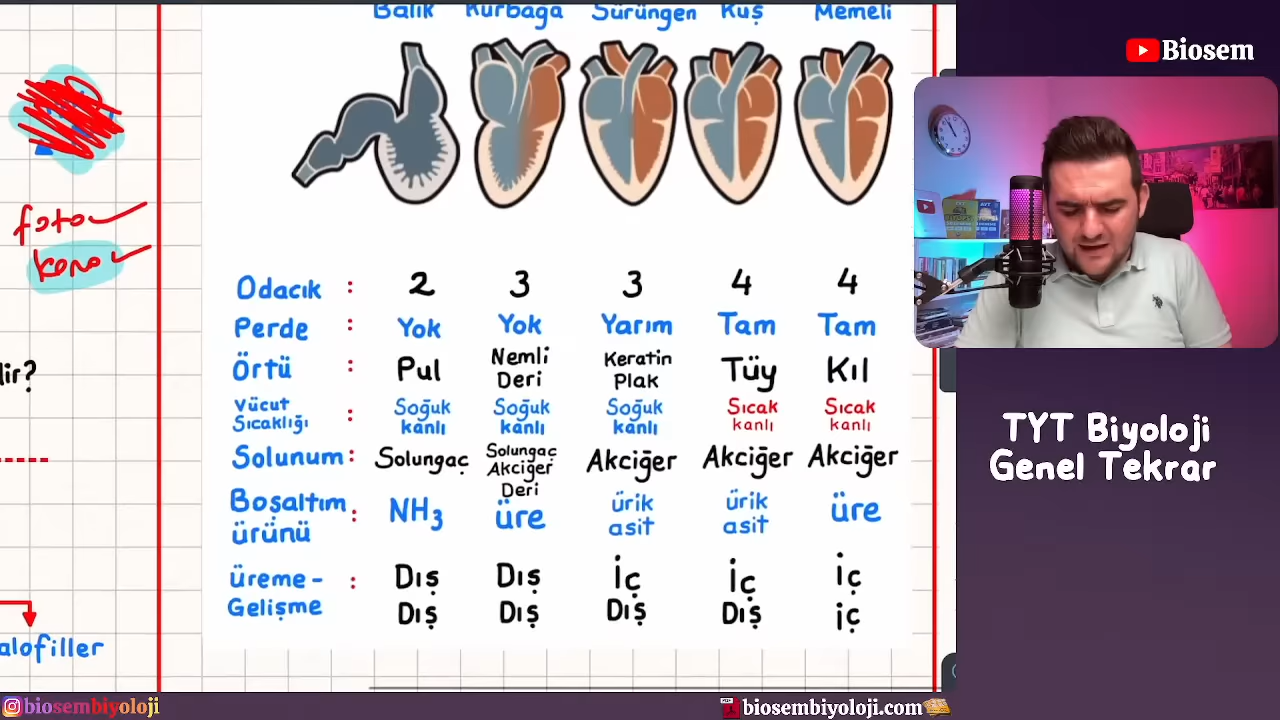 Balık Kurbağa Sürüngen Kuş Memeli
Biosem
foto
kemo
lir?
Odacık : 2 3 3 4 4
Perde : Yok Yok Yarım Tam Tam
Örtü : Pul Nemli Deri Keratin Plak Tüy Kıl
Vücut Sıcaklığı : Soğuk kanlı Soğuk kanlı Soğuk kanlı Sıcak kanlı Sıcak kanlı
Solunum : Solungaç Solungaç Akciğer Deri Akciğer Akciğer Akciğer
Boşaltım ürünü : NH3 üre ürik asit ürik asit üre
üreme - Gelişme : Dış Dış Dış Dış İç Dış İç Dış İç İç
alofiller
TYT Biyoloji
Genel Tekrar
biosembiyoloji
biosembiyoloji.com